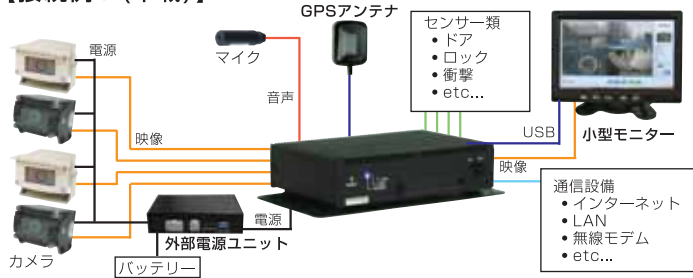 電源
マイク
GPSアンテナ
センサー類
• ドア
• ロック
• 衝撃
• etc...
音声
映像
USB
小型モニター
映像
通信設備
• インターネット
• LAN
• 無線モデム
• etc...
電源
外部電源ユニット
カメラ
バッテリー